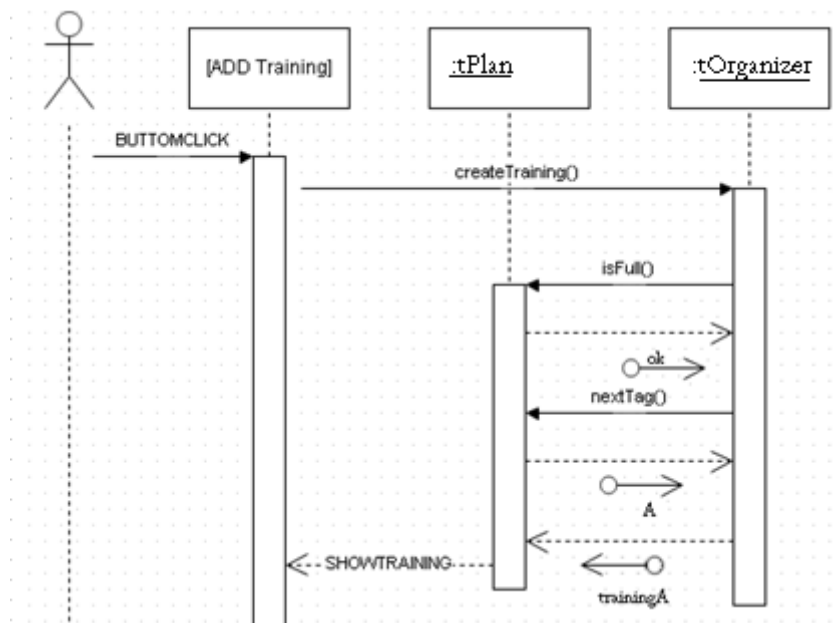 [ADD Training]
:tPlan
:tOrganizer
BUTTOMCLICK
createTraining()
isFull()
ok
nextTag()
A
SHOWTRAINING
trainingA